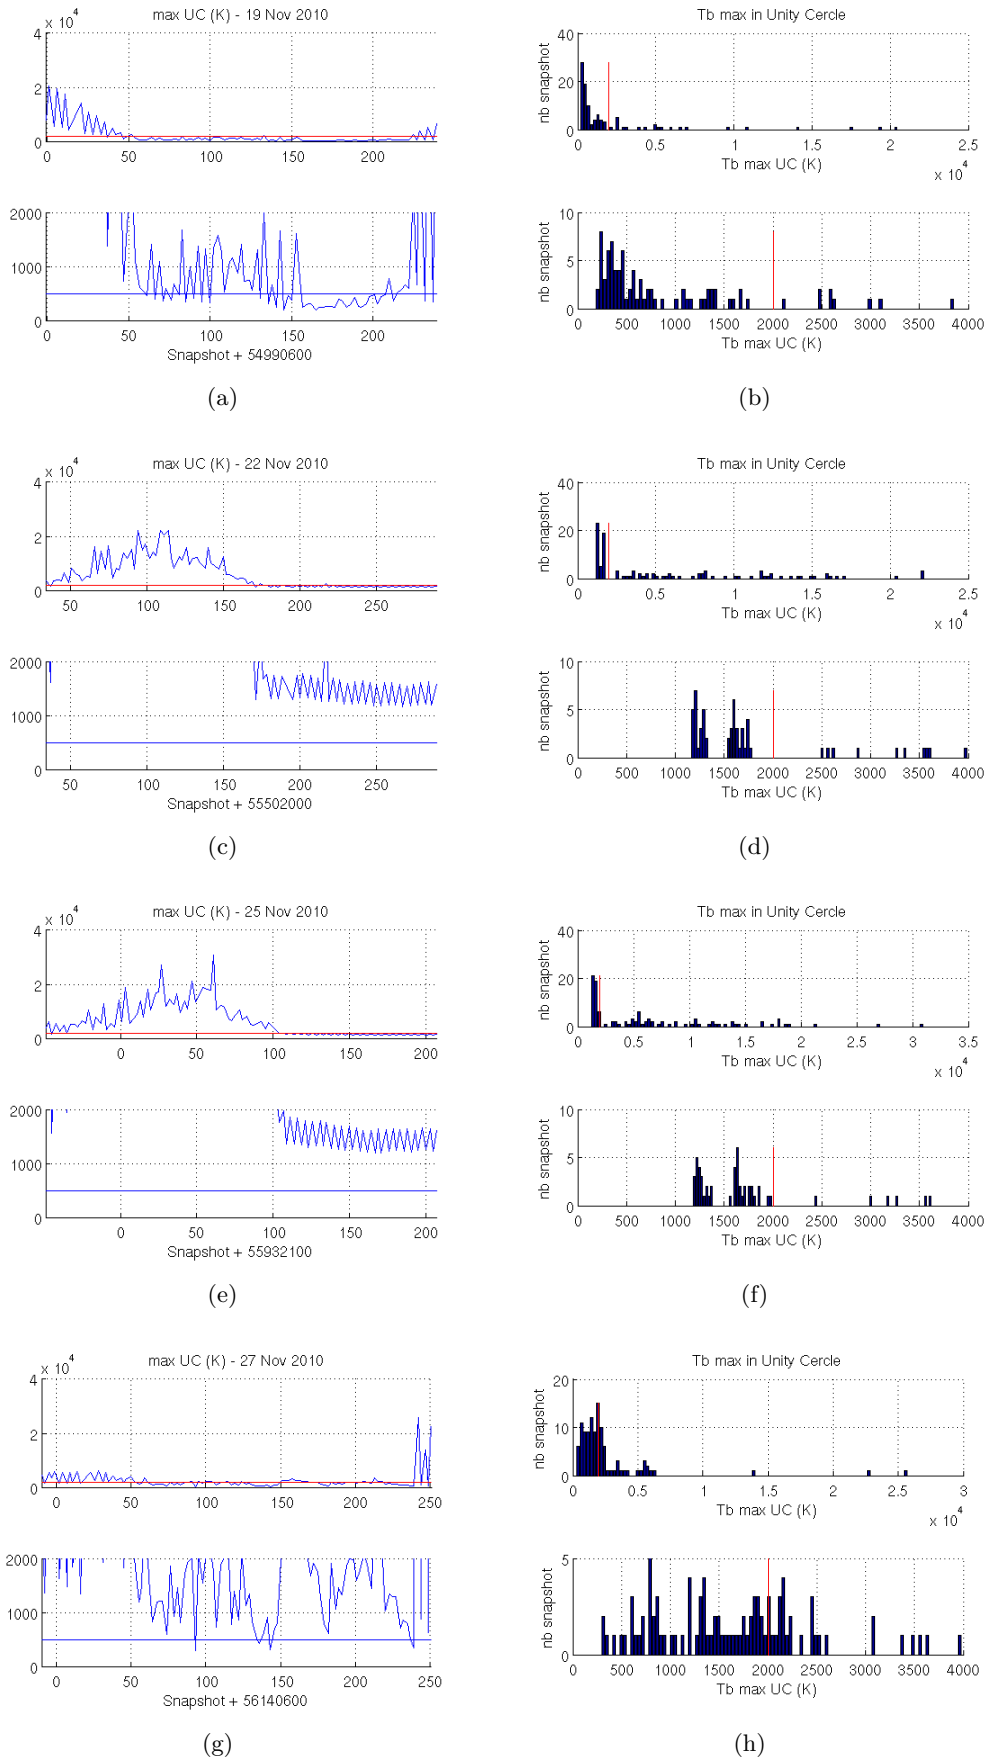 max UC (K) - 19 Nov 2010
x 10^4
4
2
0
0 50 100 150 200
2000
1000
0
0 50 100 150 200
Snapshot + 54990600
(a)
Tb max in Unity Cercle
nb snapshot
40
20
0
0 0.5 1 1.5 2 2.5
Tb max UC (K)
x 10^4
nb snapshot
10
5
0
0 500 1000 1500 2000 2500 3000 3500 4000
Tb max UC (K)
(b)
max UC (K) - 22 Nov 2010
x 10^4
4
2
0
50 100 150 200 250
2000
1000
0
50 100 150 200 250
Snapshot + 55502000
(c)
Tb max in Unity Cercle
nb snapshot
40
20
0
0 0.5 1 1.5 2 2.5
Tb max UC (K)
x 10^4
nb snapshot
10
5
0
0 500 1000 1500 2000 2500 3000 3500 4000
Tb max UC (K)
(d)
max UC (K) - 25 Nov 2010
x 10^4
4
2
0
0 50 100 150 200
2000
1000
0
0 50 100 150 200
Snapshot + 55932100
(e)
Tb max in Unity Cercle
nb snapshot
40
20
0
0 0.5 1 1.5 2 2.5 3 3.5
Tb max UC (K)
x 10^4
nb snapshot
10
5
0
0 500 1000 1500 2000 2500 3000 3500 4000
Tb max UC (K)
(f)
max UC (K) - 27 Nov 2010
x 10^4
4
2
0
0 50 100 150 200 250
2000
1000
0
0 50 100 150 200 250
Snapshot + 56140600
(g)
Tb max in Unity Cercle
nb snapshot
20
10
0
0 0.5 1 1.5 2 2.5 3
Tb max UC (K)
x 10^4
nb snapshot
5
0
0 500 1000 1500 2000 2500 3000 3500 4000
Tb max UC (K)
(h)